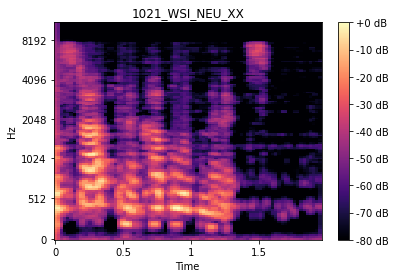 1021_WSI_NEU_XX
8192
4096
2048
1024
512
0
Hz
0
0.5
1
1.5
Time
+0 dB
-10 dB
-20 dB
-30 dB
-40 dB
-50 dB
-60 dB
-70 dB
-80 dB